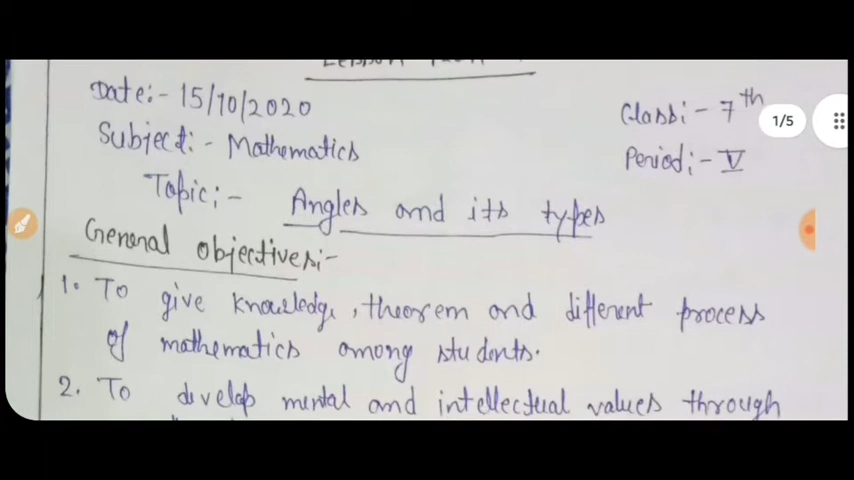 Lesson Plan
Date:- 15/10/2020
Class:- 7th
1/5
Subject:- Mathematics
Period:- V
Topic:- Angles and its types
General objectives:-
1. To give knowledge, theorem and different process
of mathematics among students.
2. To develop mental and intellectual values through